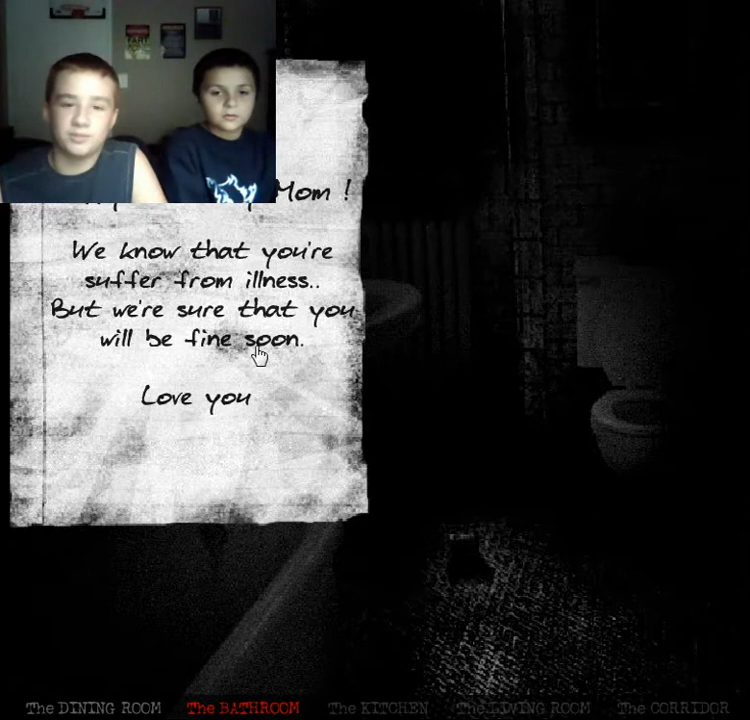 Mom !
We know that you're
suffer from illness..
But we're sure that you
will be fine soon.
Love you
The DINING ROOM The BATHROOM The KITCHEN The LIVING ROOM The CORRIDOR